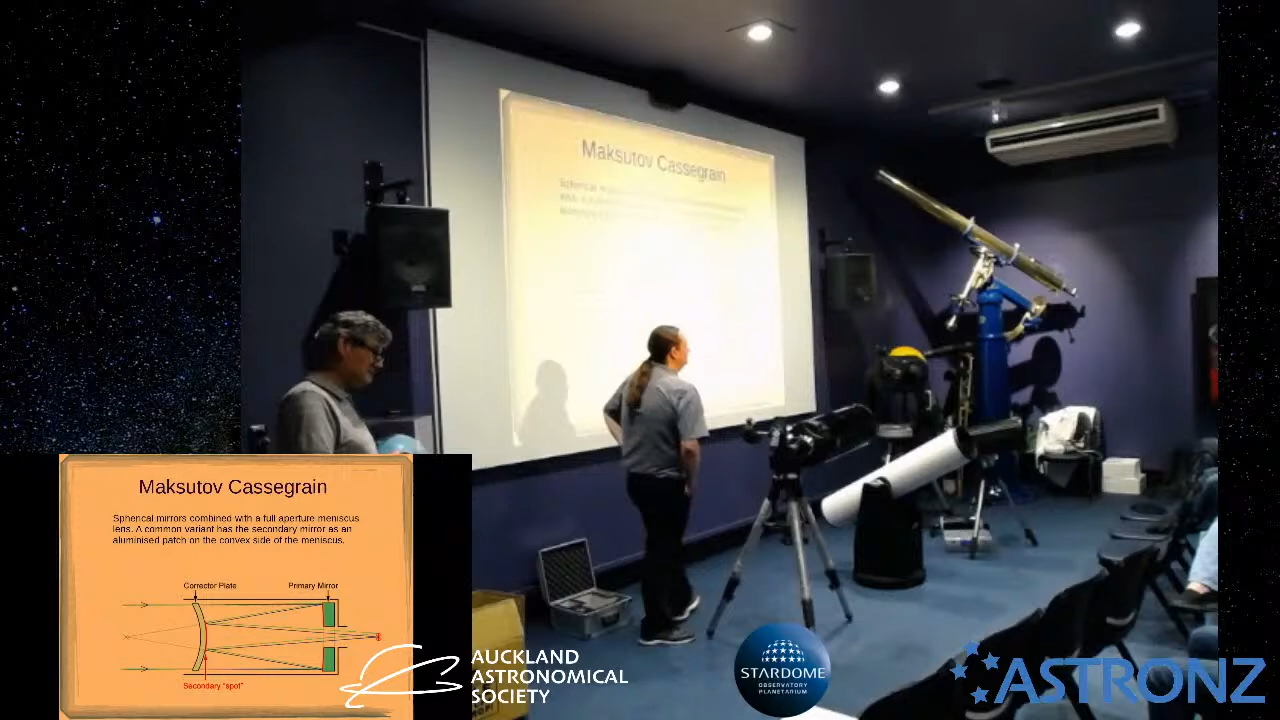 Maksutov Cassegrain
Maksutov Cassegrain
Spherical mirrors combined with a full aperture meniscus
lens. A common variant has the secondary mirror as an
aluminised patch on the convex side of the meniscus.
Corrector Plate
Primary Mirror
Secondary "spot"
AUCKLAND
ASTRONOMICAL
SOCIETY
STARDOME
OBSERVATORY
PLANETARIUM
ASTRONZ